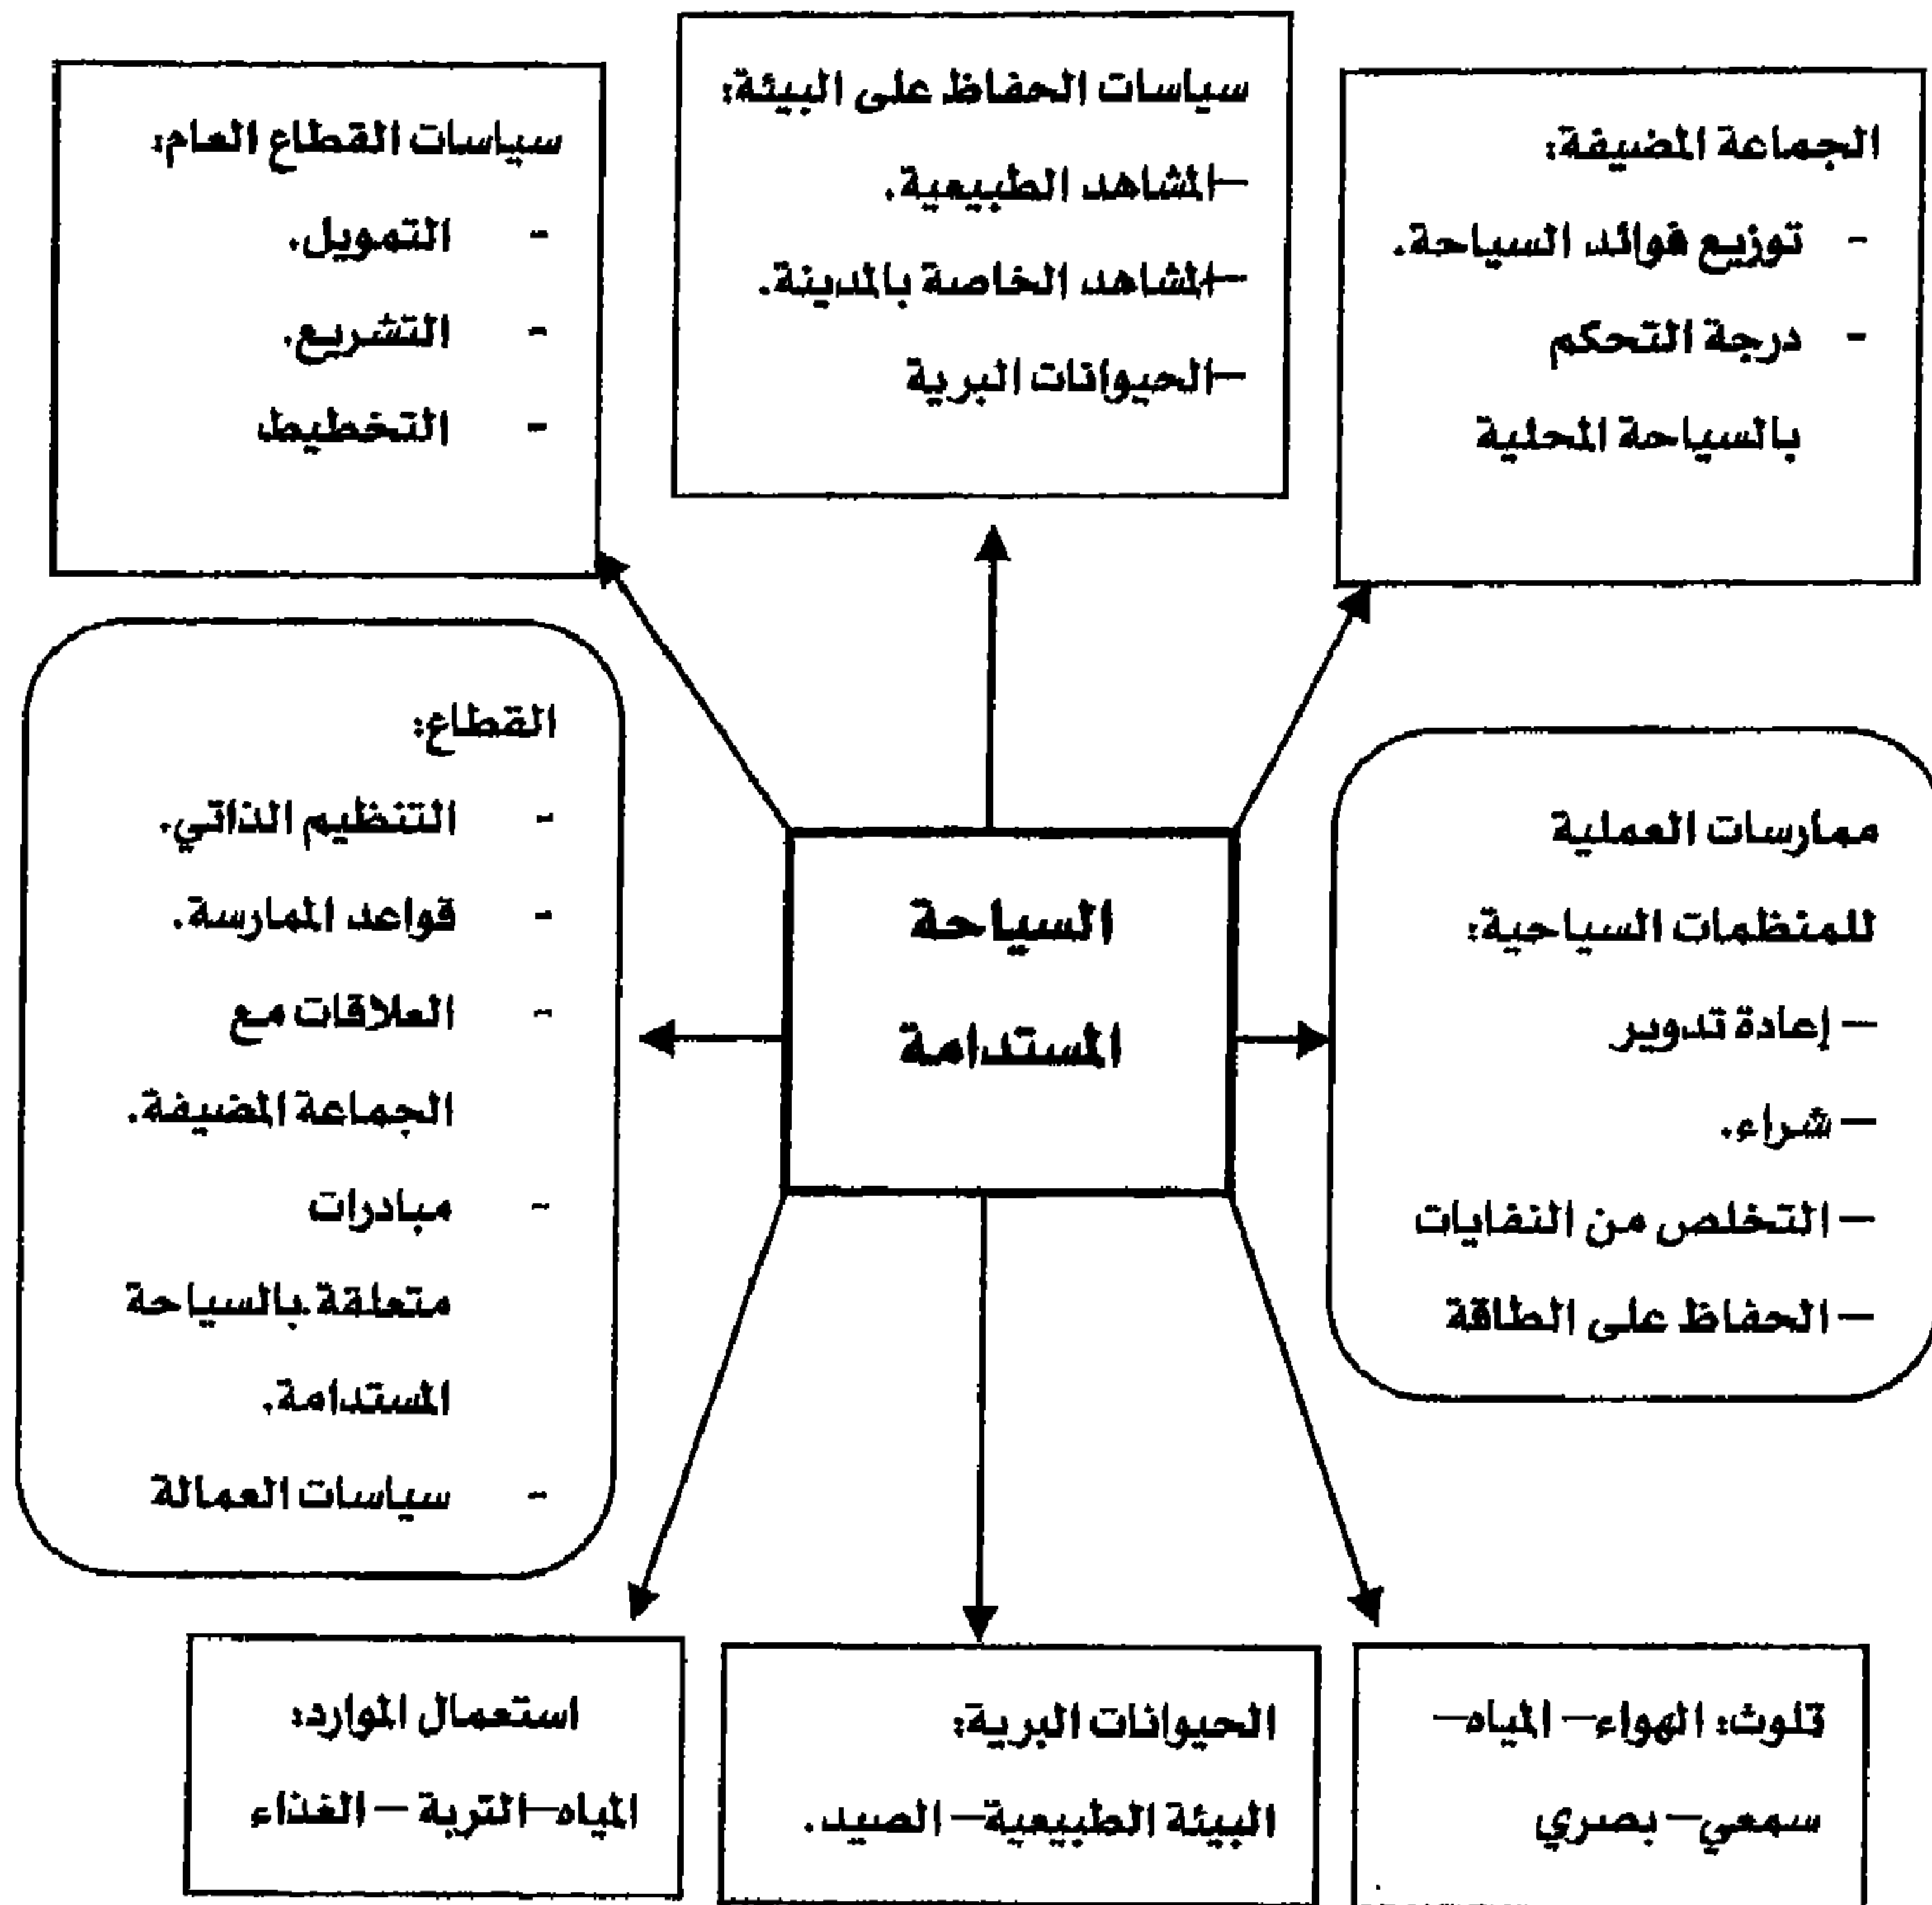 الجماعة المضيفة:
- توزيع فوائد السياحة.
- درجة التحكم
بالسياحة المحلية
سياسات الحفاظ على البيئة:
–المشاهد الطبيعية.
–المشاهد الخاصة بالمدينة.
–الحيوانات البرية
سياسات القطاع العام:
- التمويل.
- التشريع.
- التخطيط
ممارسات العملية
للمنظمات السياحية:
– إعادة تدوير
– شراء.
– التخلص من النفايات
– الحفاظ على الطاقة
السياحة
المستدامة
القطاع:
- التنظيم الذاتي.
- قواعد الممارسة.
- العلاقات مع
الجماعة المضيفة.
- مبادرات
متعلقة بالسياحة
المستدامة.
- سياسات العمالة
تلوث: الهواء– المياه–
سمعي– بصري
الحيوانات البرية:
البيئة الطبيعية– الصيد.
استعمال الموارد:
المياه–التربة – الغذاء